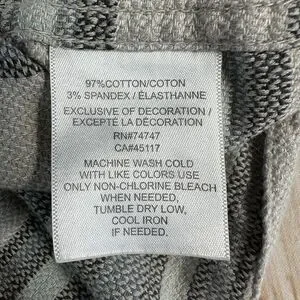 97%COTTON/COTON
3% SPANDEX / ÉLASTHANNE
EXCLUSIVE OF DECORATION /
EXCEPTÉ LA DÉCORATION
RN#74747
CA#45117
MACHINE WASH COLD
WITH LIKE COLORS USE
ONLY NON-CHLORINE BLEACH
WHEN NEEDED,
TUMBLE DRY LOW,
COOL IRON
IF NEEDED.